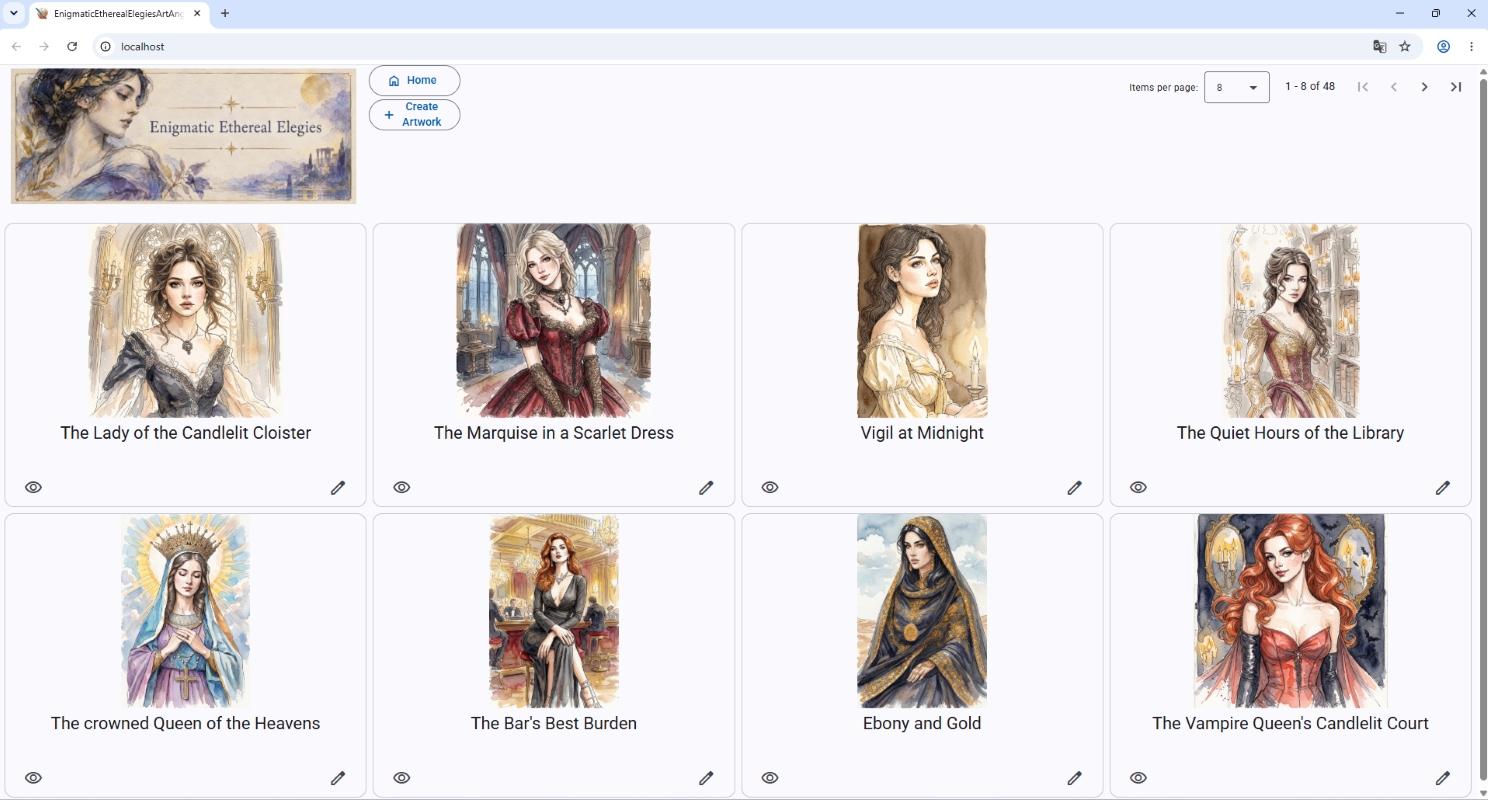 EnigmaticEtherealElegiesArtAng
localhost
Enigmatic Ethereal Elegies
Home
Create
Artwork
Items per page:
8
1 - 8 of 48
The Lady of the Candlelit Cloister
The Marquise in a Scarlet Dress
Vigil at Midnight
The Quiet Hours of the Library
The crowned Queen of the Heavens
The Bar's Best Burden
Ebony and Gold
The Vampire Queen's Candlelit Court